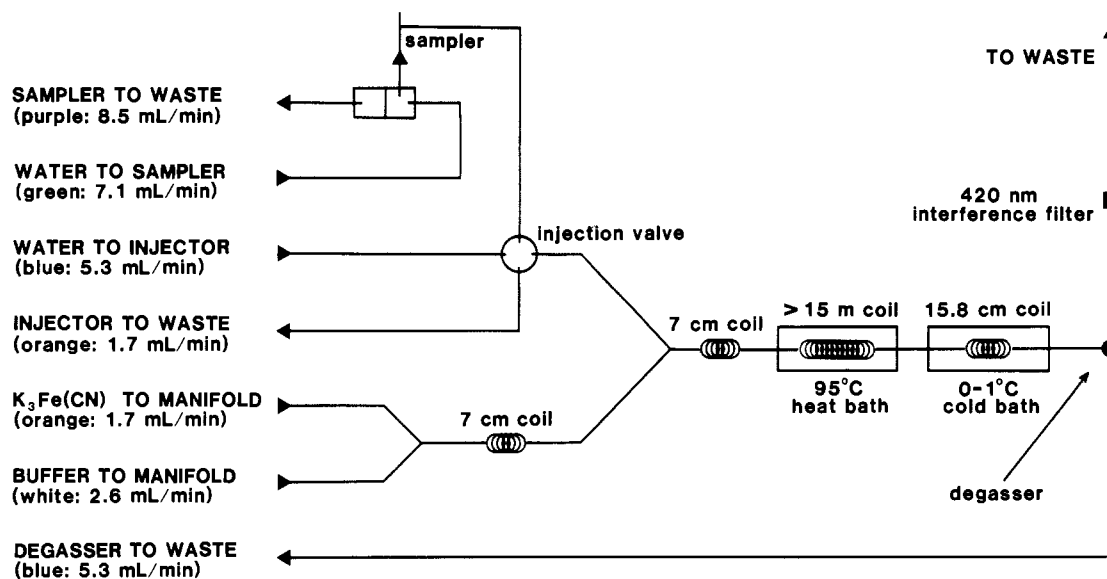 sampler
TO WASTE
SAMPLER TO WASTE
(purple: 8.5 mL/min)
WATER TO SAMPLER
(green: 7.1 mL/min)
420 nm
interference filter
injection valve
WATER TO INJECTOR
(blue: 5.3 mL/min)
INJECTOR TO WASTE
(orange: 1.7 mL/min)
7 cm coil
> 15 m coil
15.8 cm coil
95°C
heat bath
0-1°C
cold bath
K₃Fe(CN) TO MANIFOLD
(orange: 1.7 mL/min)
7 cm coil
BUFFER TO MANIFOLD
(white: 2.6 mL/min)
degasser
DEGASSER TO WASTE
(blue: 5.3 mL/min)